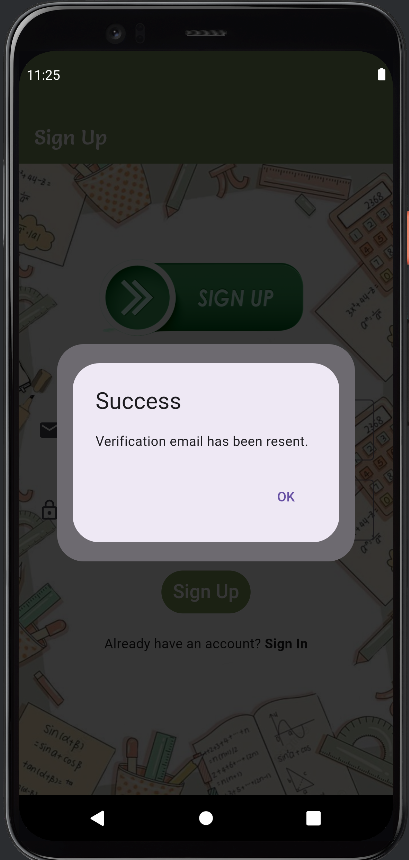 11:25
Sign Up
SIGN UP
Success
Verification email has been resent.
OK
Sign Up
Already have an account? Sign In
2368